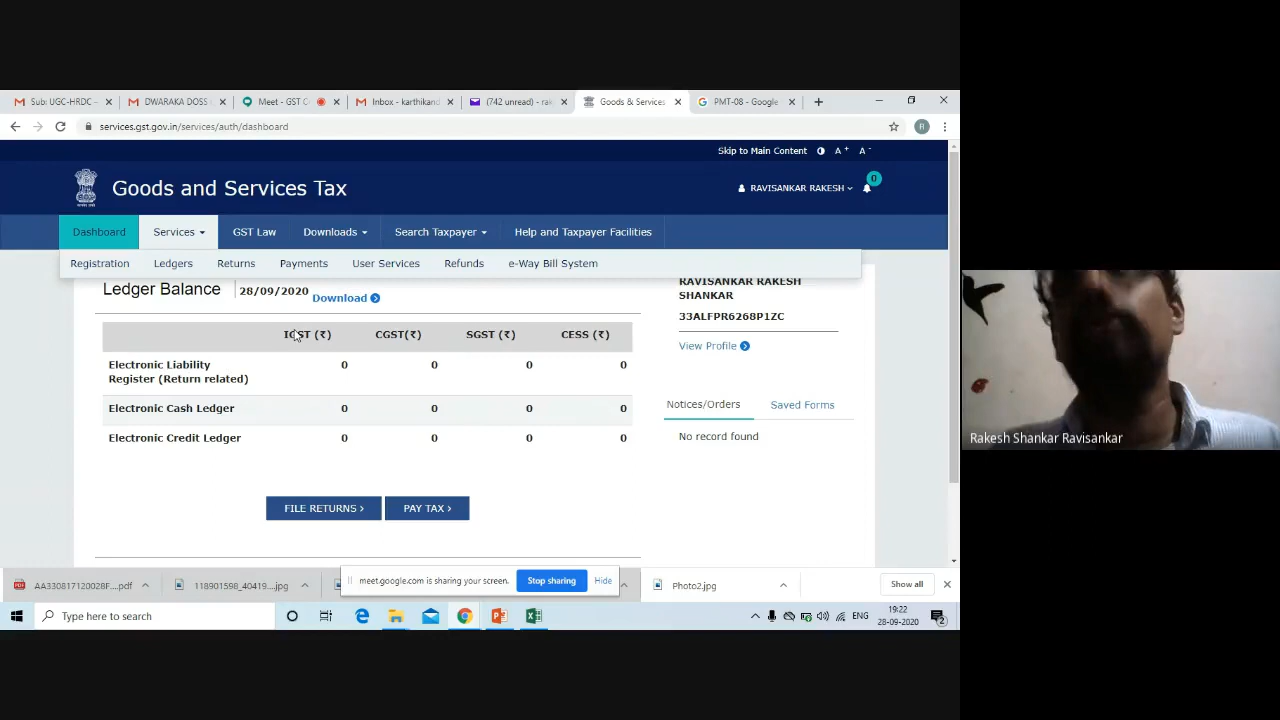 Sub: UGC-HRDC –
DWARAKA DOSS
Meet - GST C
Inbox - karthikand
(742 unread) - rak
Goods & Services
PMT-08 - Google
services.gst.gov.in/services/auth/dashboard
Skip to Main Content A+ A-
Goods and Services Tax
RAVISANKAR RAKESH 0
Dashboard Services GST Law Downloads Search Taxpayer Help and Taxpayer Facilities
Registration Ledgers Returns Payments User Services Refunds e-Way Bill System
Ledger Balance 28/09/2020 Download
IGST (₹) CGST(₹) SGST (₹) CESS (₹)
Electronic Liability
Register (Return related) 0 0 0 0
Electronic Cash Ledger 0 0 0 0
Electronic Credit Ledger 0 0 0 0
FILE RETURNS > PAY TAX >
RAVISANKAR RAKESH
SHANKAR
33ALFPR6268P1ZC
View Profile
Notices/Orders Saved Forms
No record found
Rakesh Shankar Ravisankar
AA330817120028F....pdf
118901598_40419....jpg
meet.google.com is sharing your screen. Stop sharing Hide
Photo2.jpg
Show all
Type here to search
ENG
19:22
28-09-2020
2